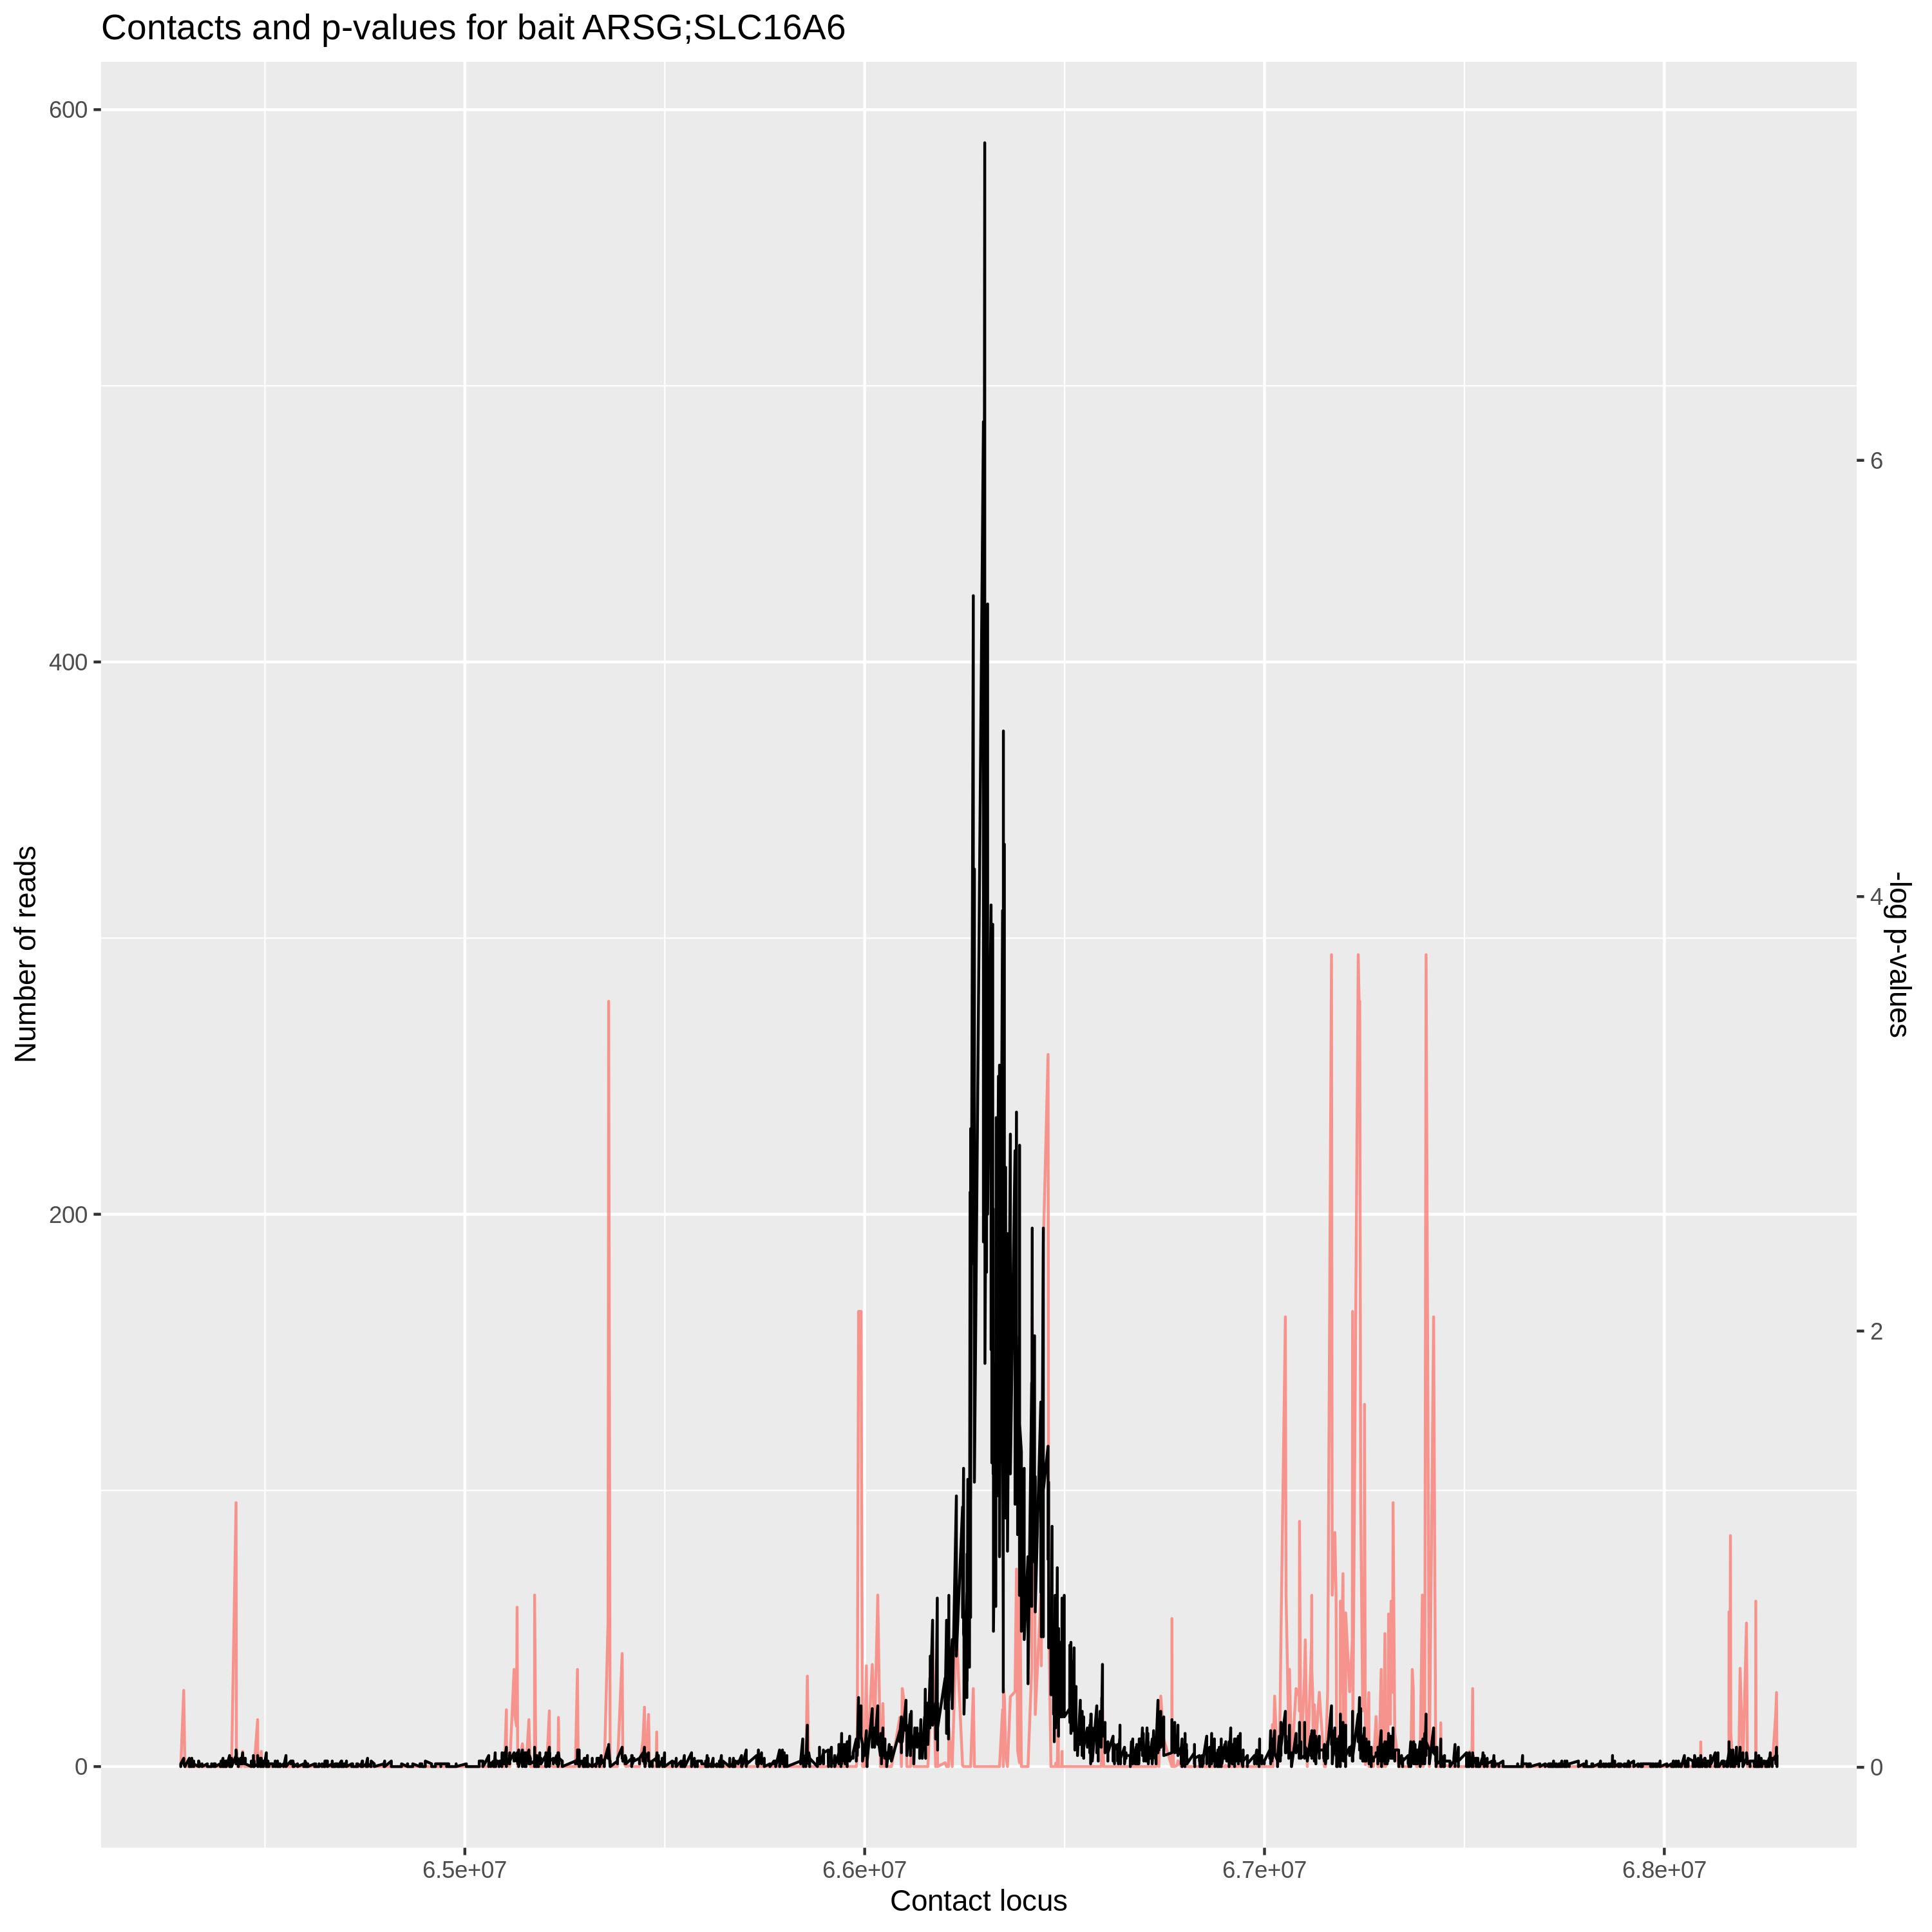 Contacts and p-values for bait ARSG;SLC16A6
600
400
200
0
Number of reads
6
4
2
0
-log p-values
6.5e+07
6.6e+07
6.7e+07
6.8e+07
Contact locus